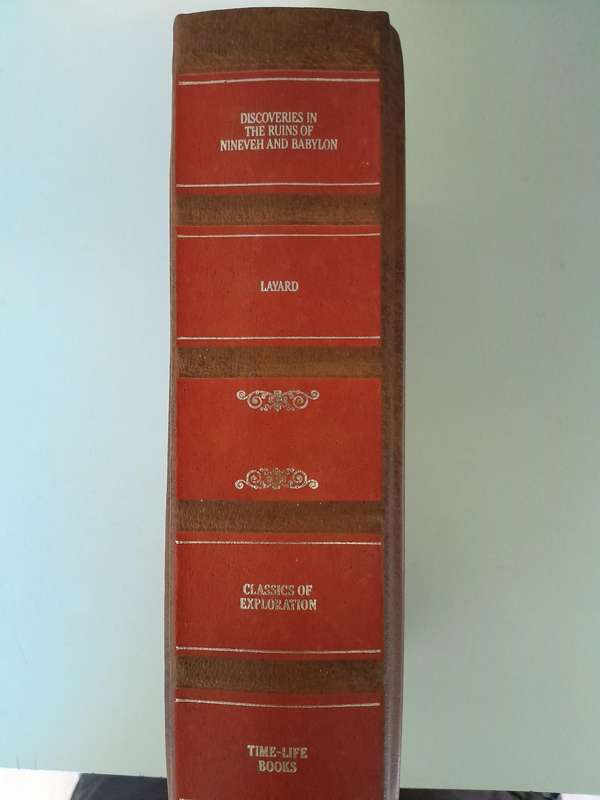 DISCOVERIES IN
THE RUINS OF
NINEVEH AND BABYLON
LAYARD
CLASSICS OF
EXPLORATION
TIME-LIFE
BOOKS